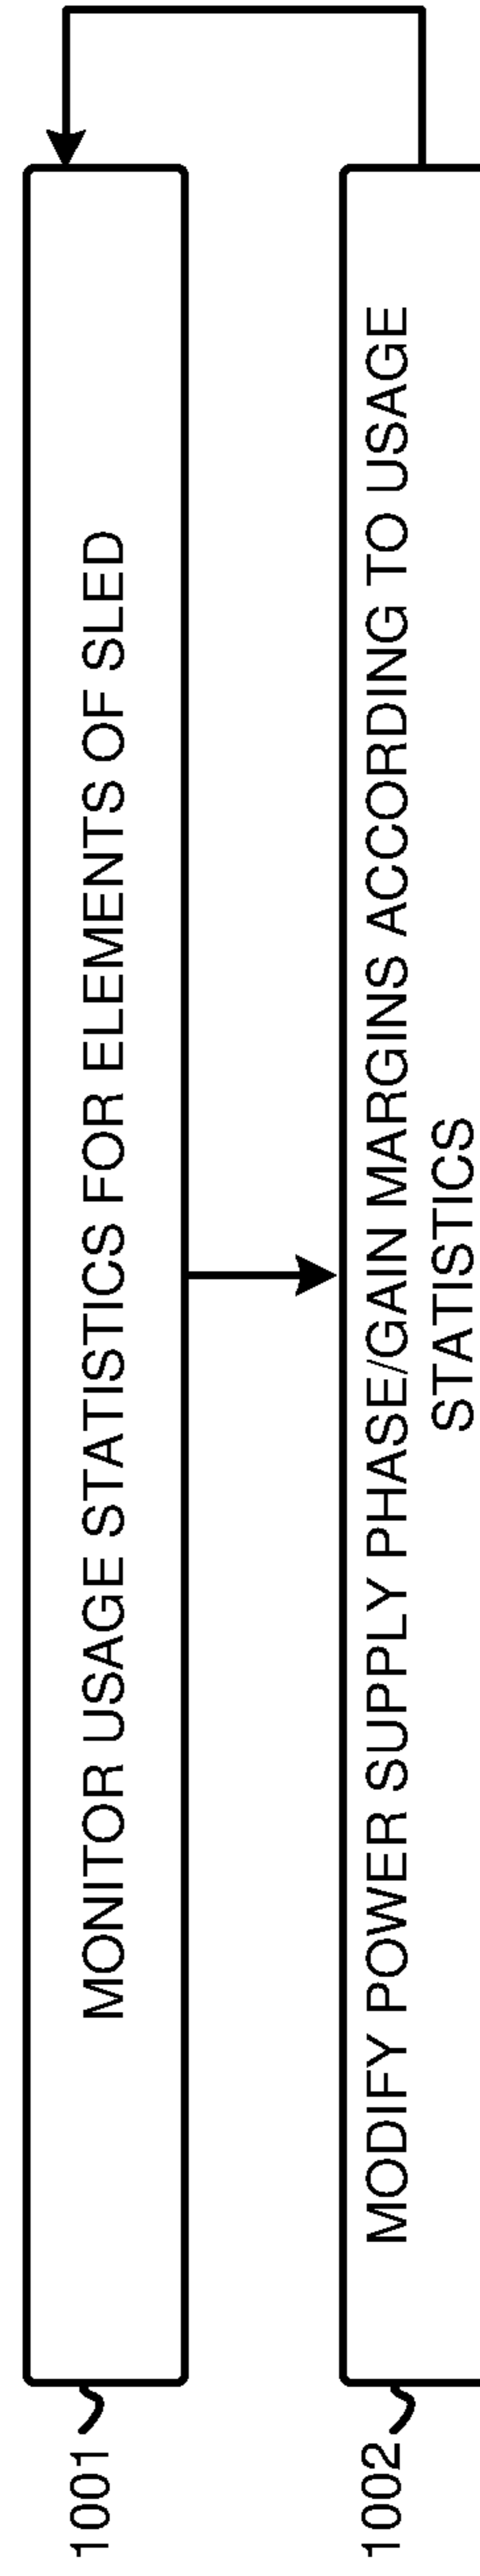 1001
MONITOR USAGE STATISTICS FOR ELEMENTS OF SLED
1002
MODIFY POWER SUPPLY PHASE/GAIN MARGINS ACCORDING TO USAGE
STATISTICS